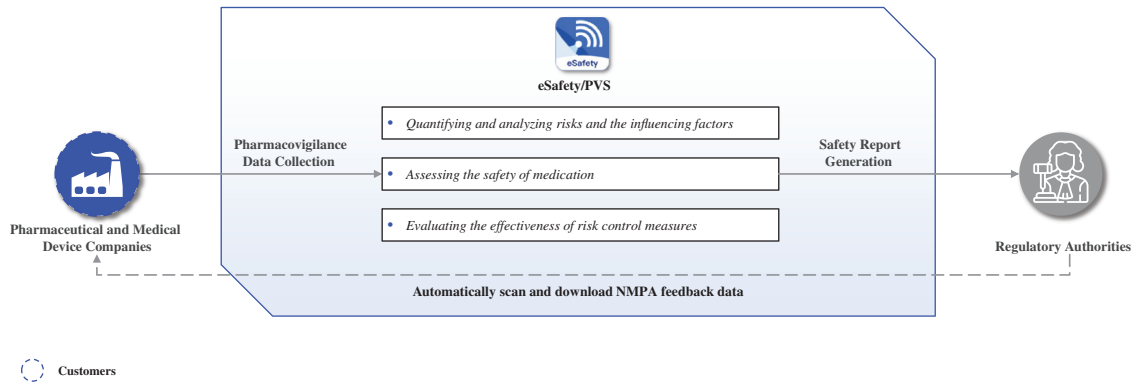 eSafety
eSafety/PVS
• Quantifying and analyzing risks and the influencing factors
Pharmacovigilance
Data Collection
Safety Report
Generation
• Assessing the safety of medication
• Evaluating the effectiveness of risk control measures
Pharmaceutical and Medical
Device Companies
Regulatory Authorities
Automatically scan and download NMPA feedback data
Customers